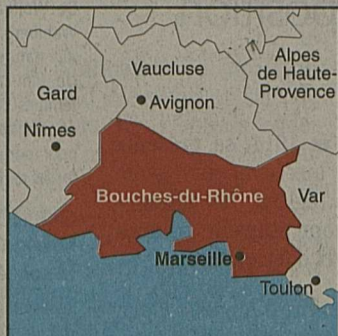 Alpes
de Haute-
Provence
Vaucluse
Gard
Avignon
Nîmes
Bouches-du-Rhône
Var
Marseille
Toulon